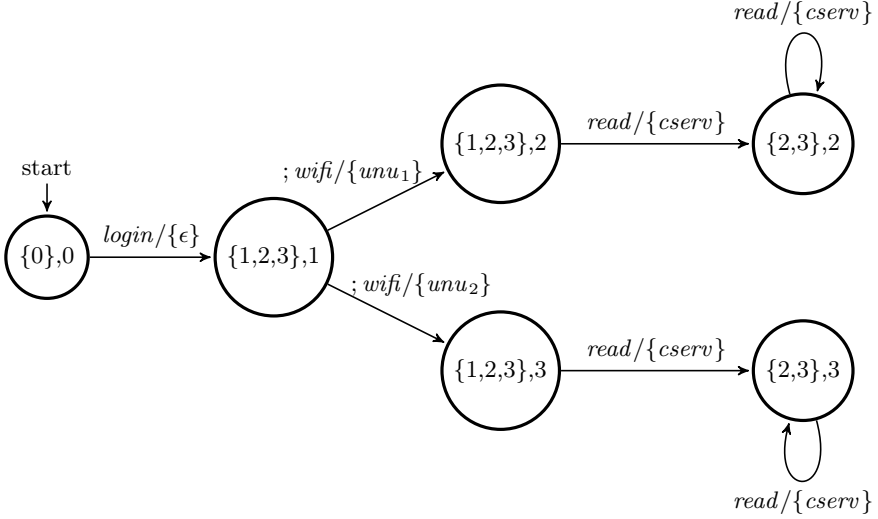 read/{cserv}
{1,2,3},2
read/{cserv}
{2,3},2
; wifi/{unu₁}
start
login/{ϵ}
{0},0
{1,2,3},1
; wifi/{unu₂}
{1,2,3},3
read/{cserv}
{2,3},3
read/{cserv}